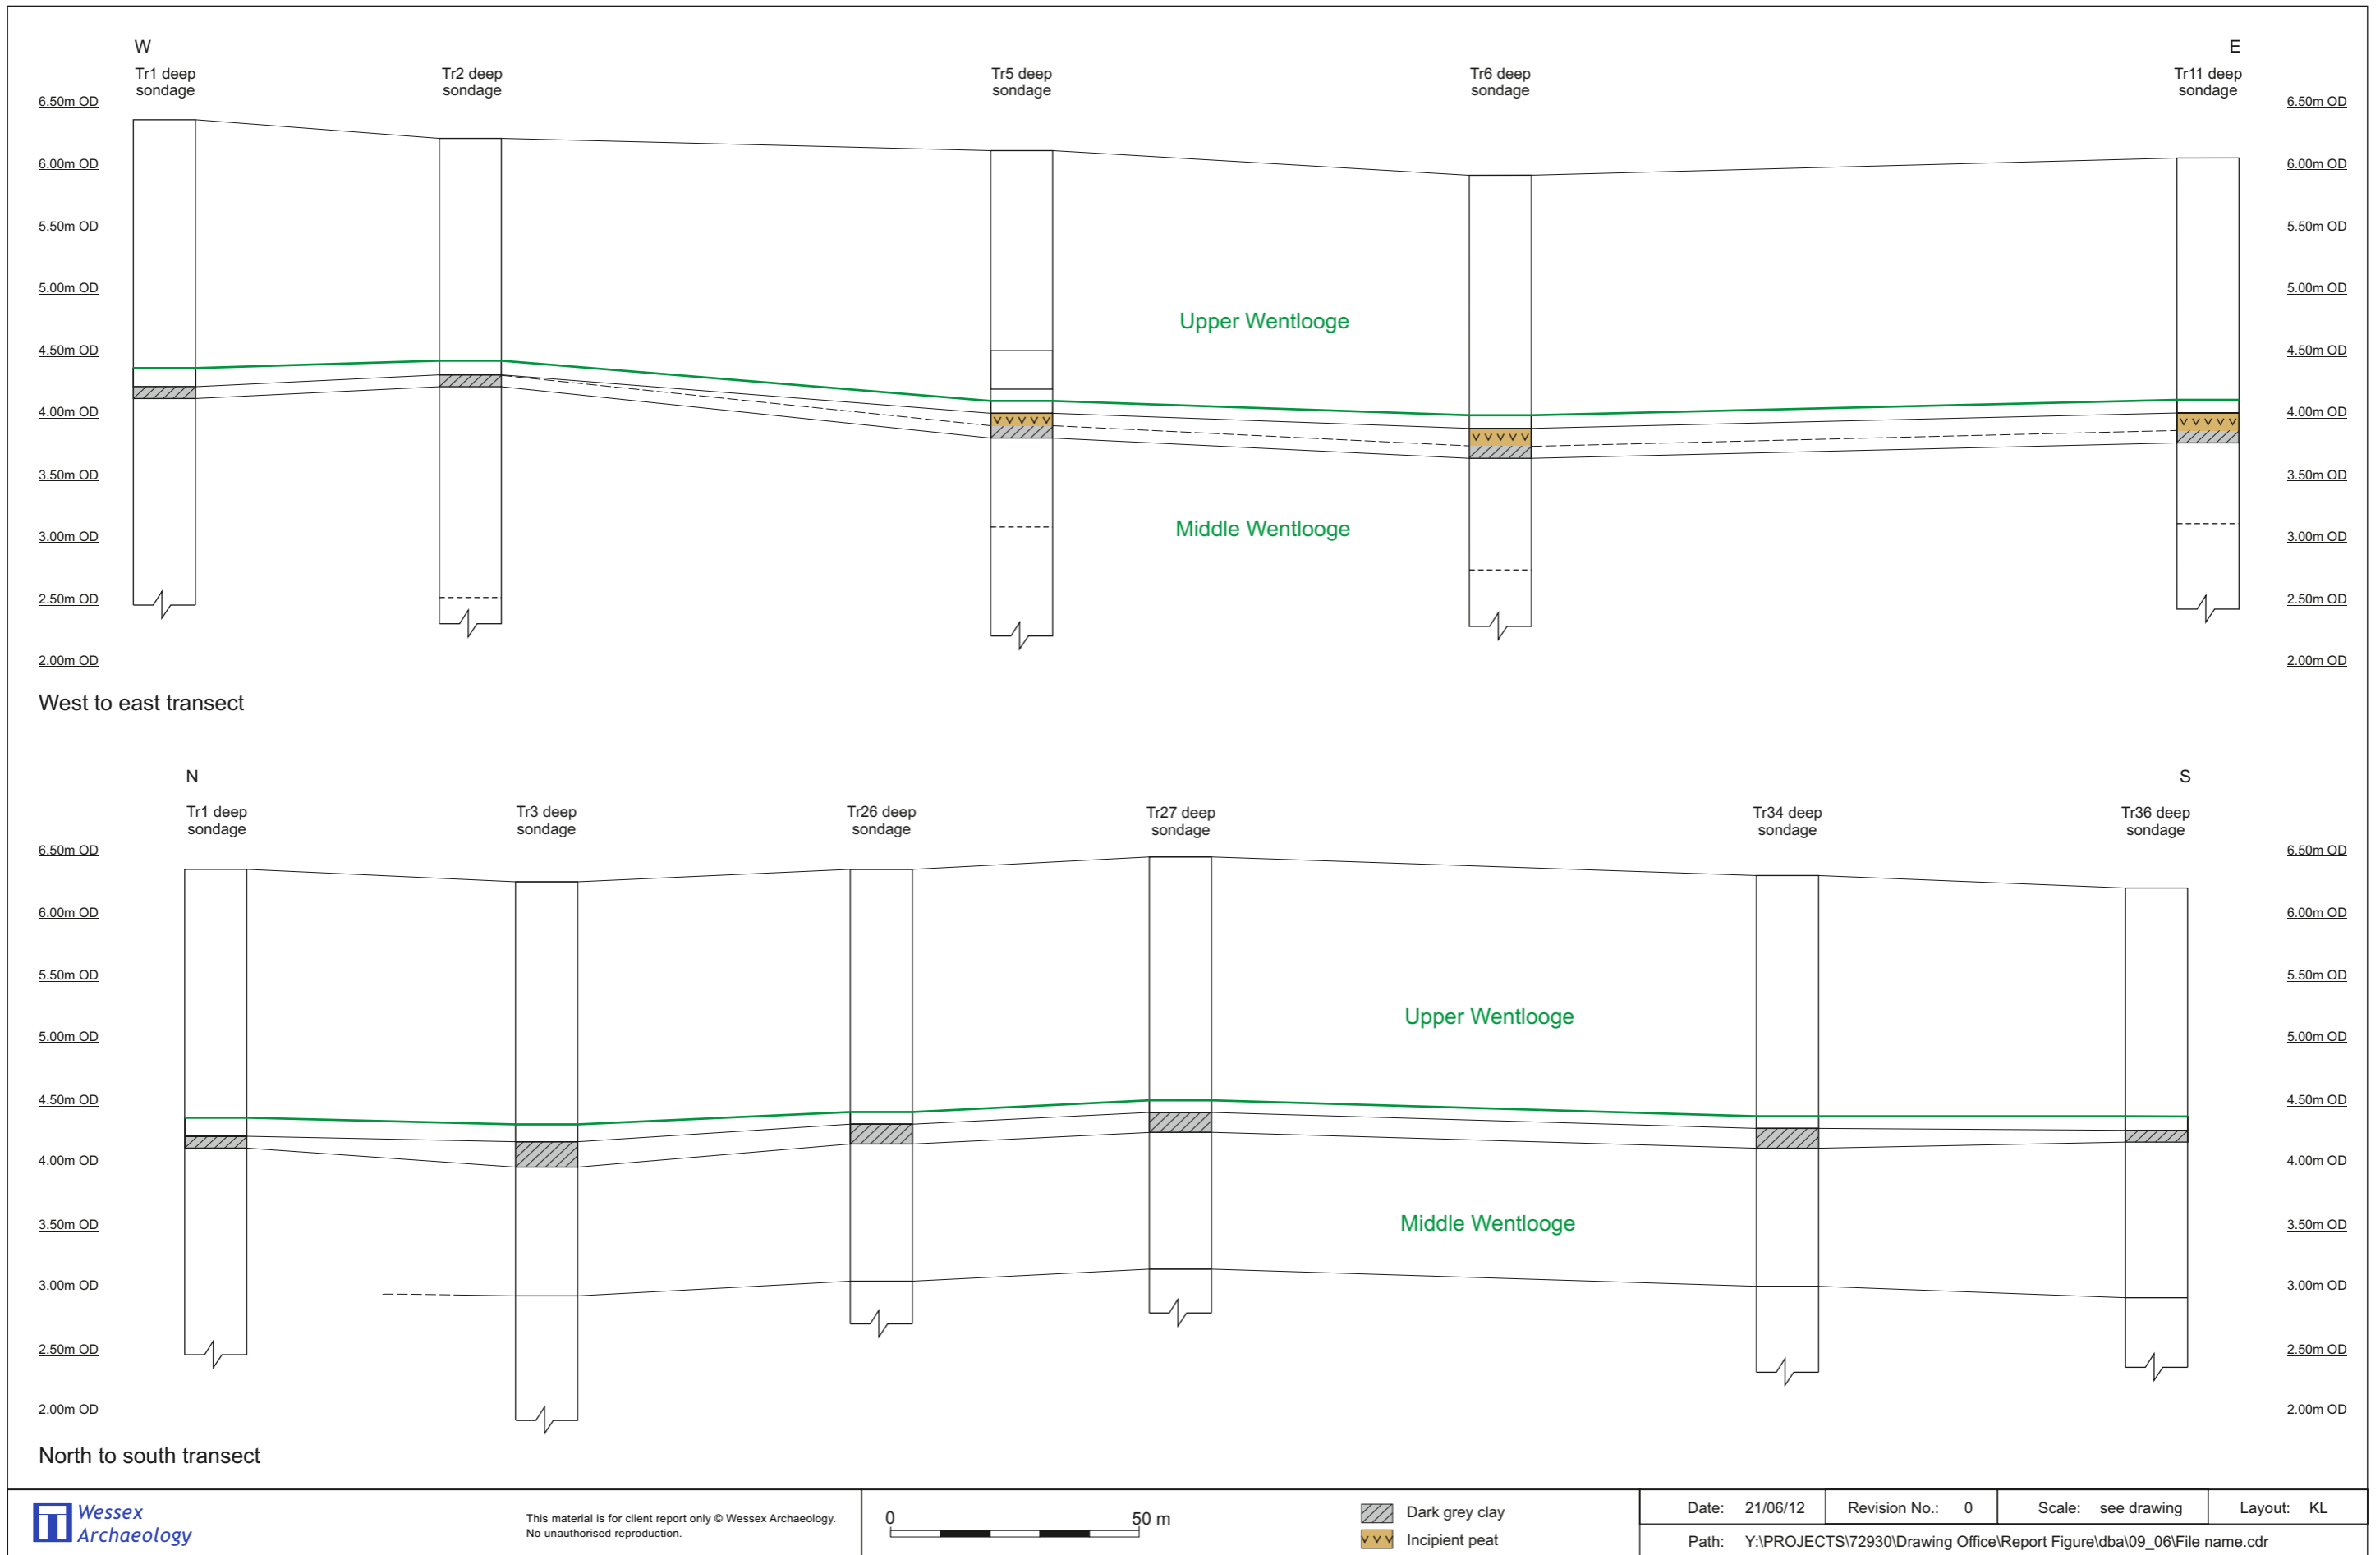 W
E
Tr1 deep
sondage
Tr2 deep
sondage
Tr5 deep
sondage
Tr6 deep
sondage
Tr11 deep
sondage
6.50m OD
6.50m OD
6.00m OD
6.00m OD
5.50m OD
5.50m OD
5.00m OD
5.00m OD
Upper Wentlooge
4.50m OD
4.50m OD
4.00m OD
4.00m OD
3.50m OD
3.50m OD
Middle Wentlooge
3.00m OD
3.00m OD
2.50m OD
2.50m OD
2.00m OD
2.00m OD
West to east transect
N
S
Tr1 deep
sondage
Tr3 deep
sondage
Tr26 deep
sondage
Tr27 deep
sondage
Tr34 deep
sondage
Tr36 deep
sondage
6.50m OD
6.50m OD
6.00m OD
6.00m OD
5.50m OD
5.50m OD
5.00m OD
5.00m OD
Upper Wentlooge
4.50m OD
4.50m OD
4.00m OD
4.00m OD
3.50m OD
3.50m OD
Middle Wentlooge
3.00m OD
3.00m OD
2.50m OD
2.50m OD
2.00m OD
2.00m OD
North to south transect
Wessex
Archaeology
This material is for client report only © Wessex Archaeology.
No unauthorised reproduction.
0 50 m
Dark grey clay
Incipient peat
Date: 21/06/12 Revision No.: 0 Scale: see drawing Layout: KL
Path: Y:\PROJECTS\72930\Drawing Office\Report Figure\dba\09_06\File name.cdr